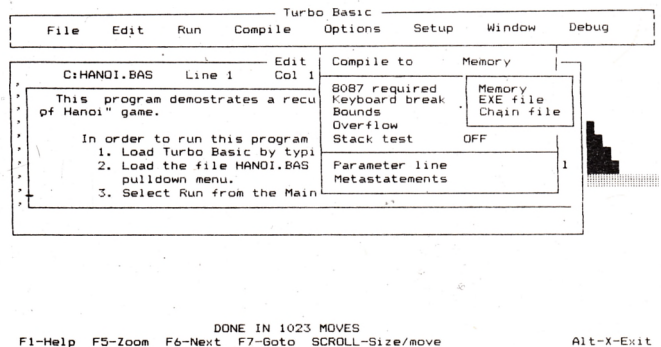 Turbo Basic
File Edit Run Compile Options Setup Window Debug
Edit
C:HANOI.BAS Line 1 Col 1
This program demostrates a recu
of Hanoi" game.
In order to run this program
1. Load Turbo Basic by typi
2. Load the file HANOI.BAS
pulldown menu.
3. Select Run from the Main
Compile to Memory
8087 required
Keyboard break
Bounds
Overflow
Stack test OFF
Parameter line
Metastatements
Memory
EXE file
Chain file
1
DONE IN 1023 MOVES
F1-Help F5-Zoom F6-Next F7-Goto SCROLL-Size/move Alt-X-Exit